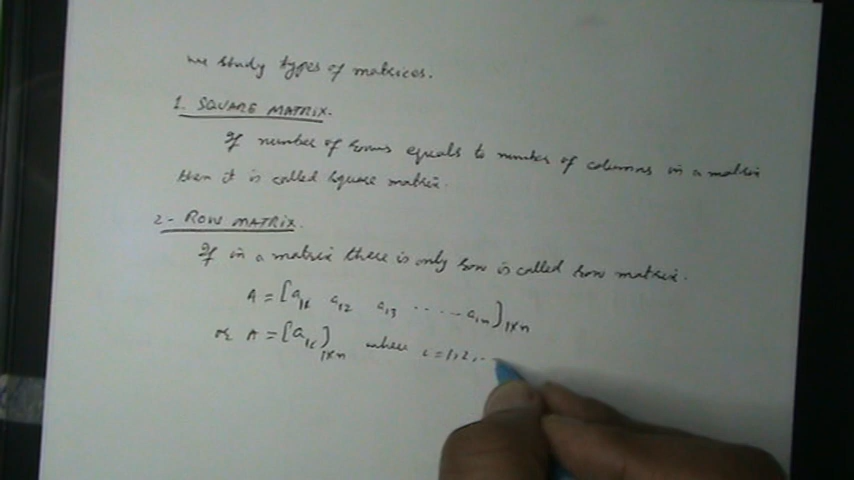 we study types of matrices.
1. SQUARE MATRIX.
If number of rows equals to number of columns in a matrix
then it is called square matrix.
2- ROW MATRIX.
If in a matrix there is only row is called row matrix.
A = [a₁₁ a₁₂ a₁₃ ..... a₁ₙ]₁ₓₙ
or A = [a₁ᵢ]₁ₓₙ where i = 1, 2, ..